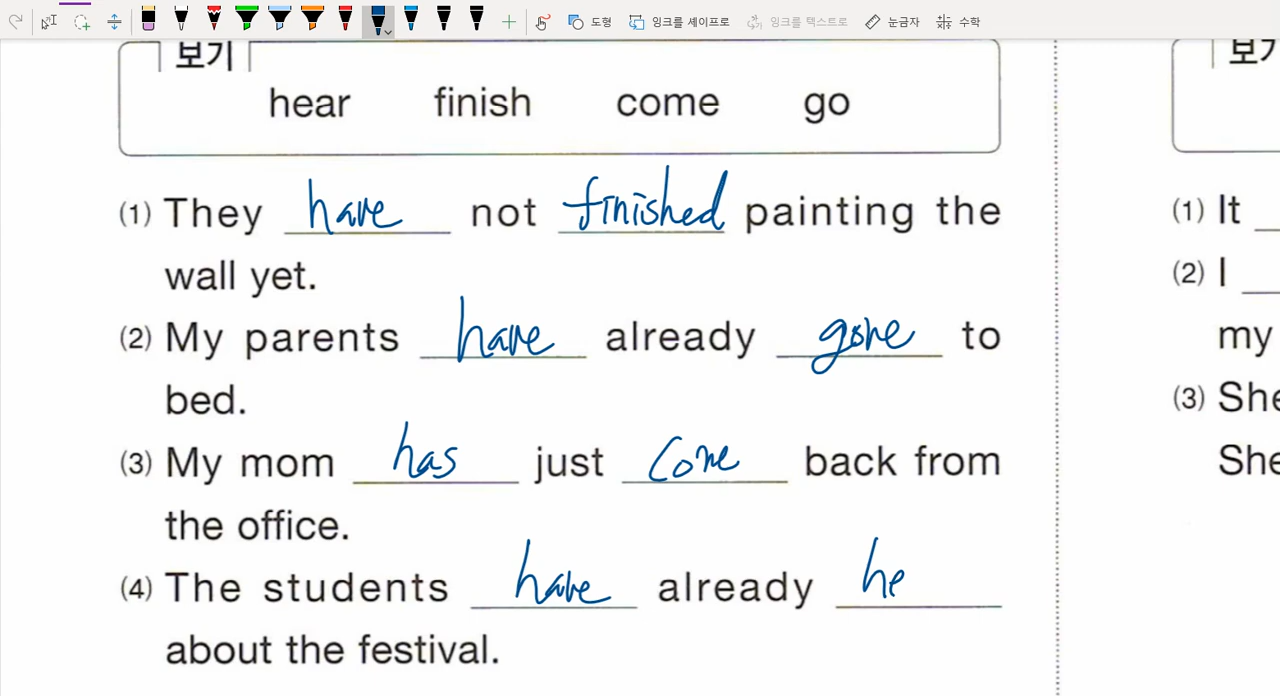 도형 잉크를 셰이프로 잉크를 텍스트로 눈금자 수학
보기
hear finish come go
(1) They have not finished painting the
wall yet.
(2) My parents have already gone to
bed.
(3) My mom has just come back from
the office.
(4) The students have already he
about the festival.
보기
(1) It
(2) I
my
(3) She
She